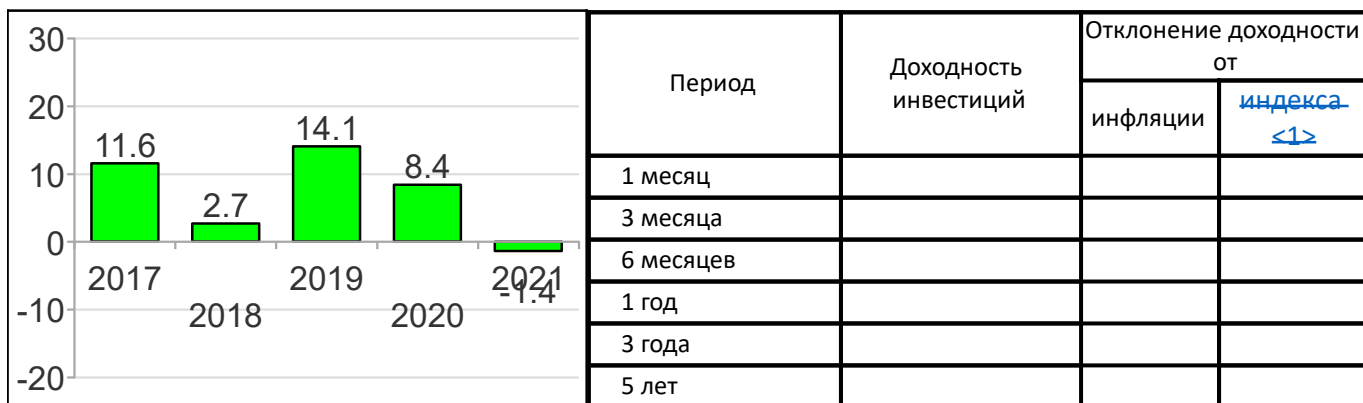 30
20
10
0
-10
-20
11.6
2.7
14.1
8.4
-1.4
2017
2018
2019
2020
2021
Период
Доходность
инвестиций
Отклонение доходности
от
инфляции
индекса
<1>
1 месяц
3 месяца
6 месяцев
1 год
3 года
5 лет